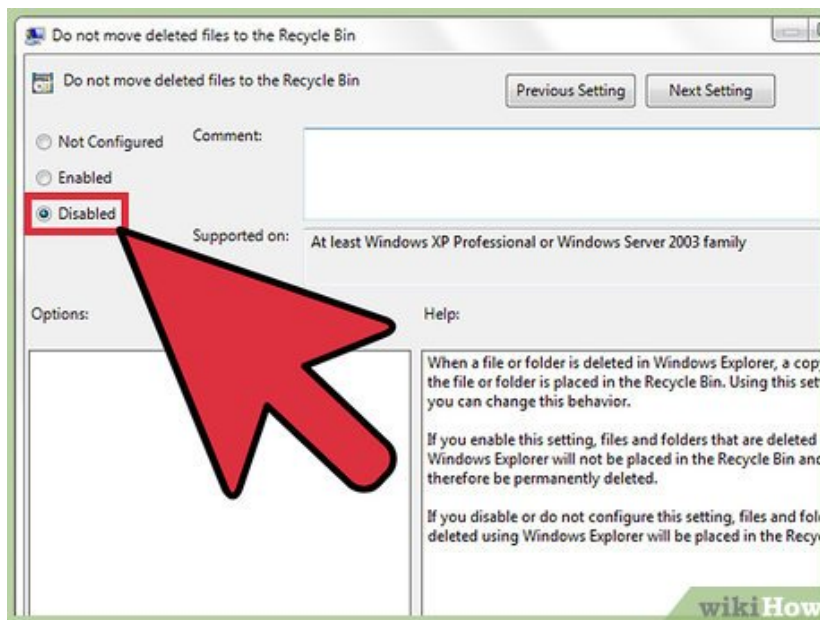 Do not move deleted files to the Recycle Bin
Do not move deleted files to the Recycle Bin
Previous Setting
Next Setting
Not Configured
Comment:
Enabled
Disabled
Supported on:
At least Windows XP Professional or Windows Server 2003 family
Options:
Help:
When a file or folder is deleted in Windows Explorer, a cop
the file or folder is placed in the Recycle Bin. Using this set
you can change this behavior.
If you enable this setting, files and folders that are deleted
Windows Explorer will not be placed in the Recycle Bin and
therefore be permanently deleted.
If you disable or do not configure this setting, files and fol
deleted using Windows Explorer will be placed in the Recy
wikiHow